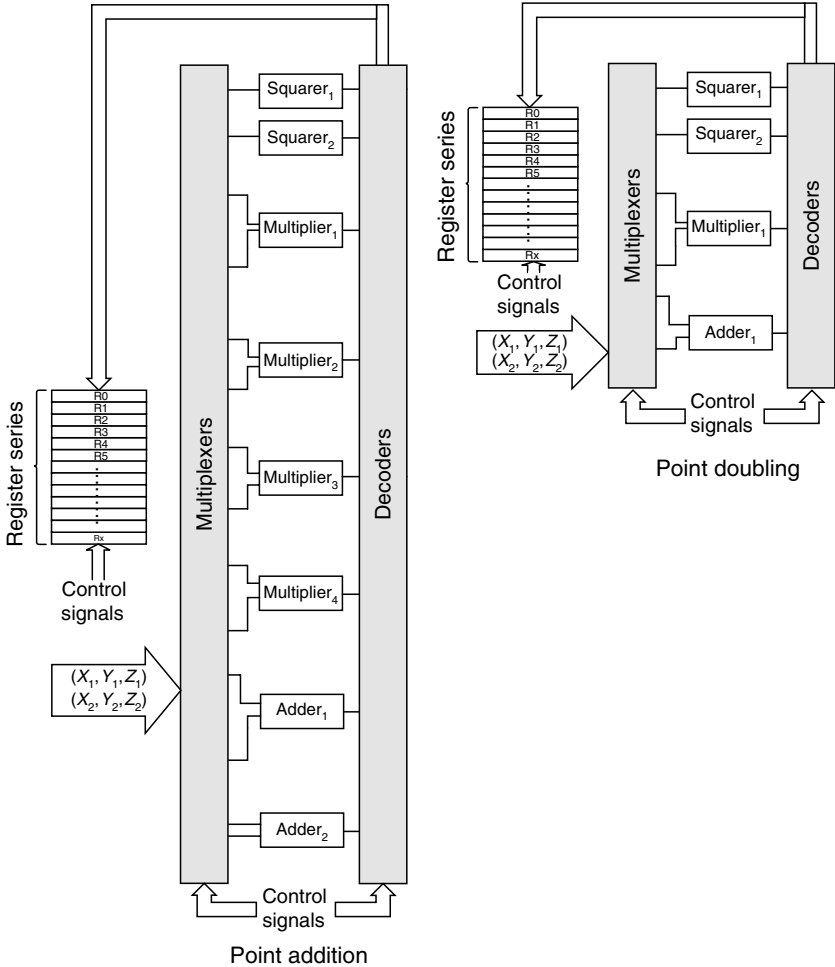 Register series
R0
R1
R2
R3
R4
R5
Rx
Control
signals
(X₁, Y₁, Z₁)
(X₂, Y₂, Z₂)
Multiplexers
Squarer₁
Squarer₂
Multiplier₁
Multiplier₂
Multiplier₃
Multiplier₄
Adder₁
Adder₂
Decoders
Control
signals
Point addition
Register series
R0
R1
R2
R3
R4
R5
Rx
Control
signals
(X₁, Y₁, Z₁)
(X₂, Y₂, Z₂)
Multiplexers
Squarer₁
Squarer₂
Multiplier₁
Adder₁
Decoders
Control
signals
Point doubling